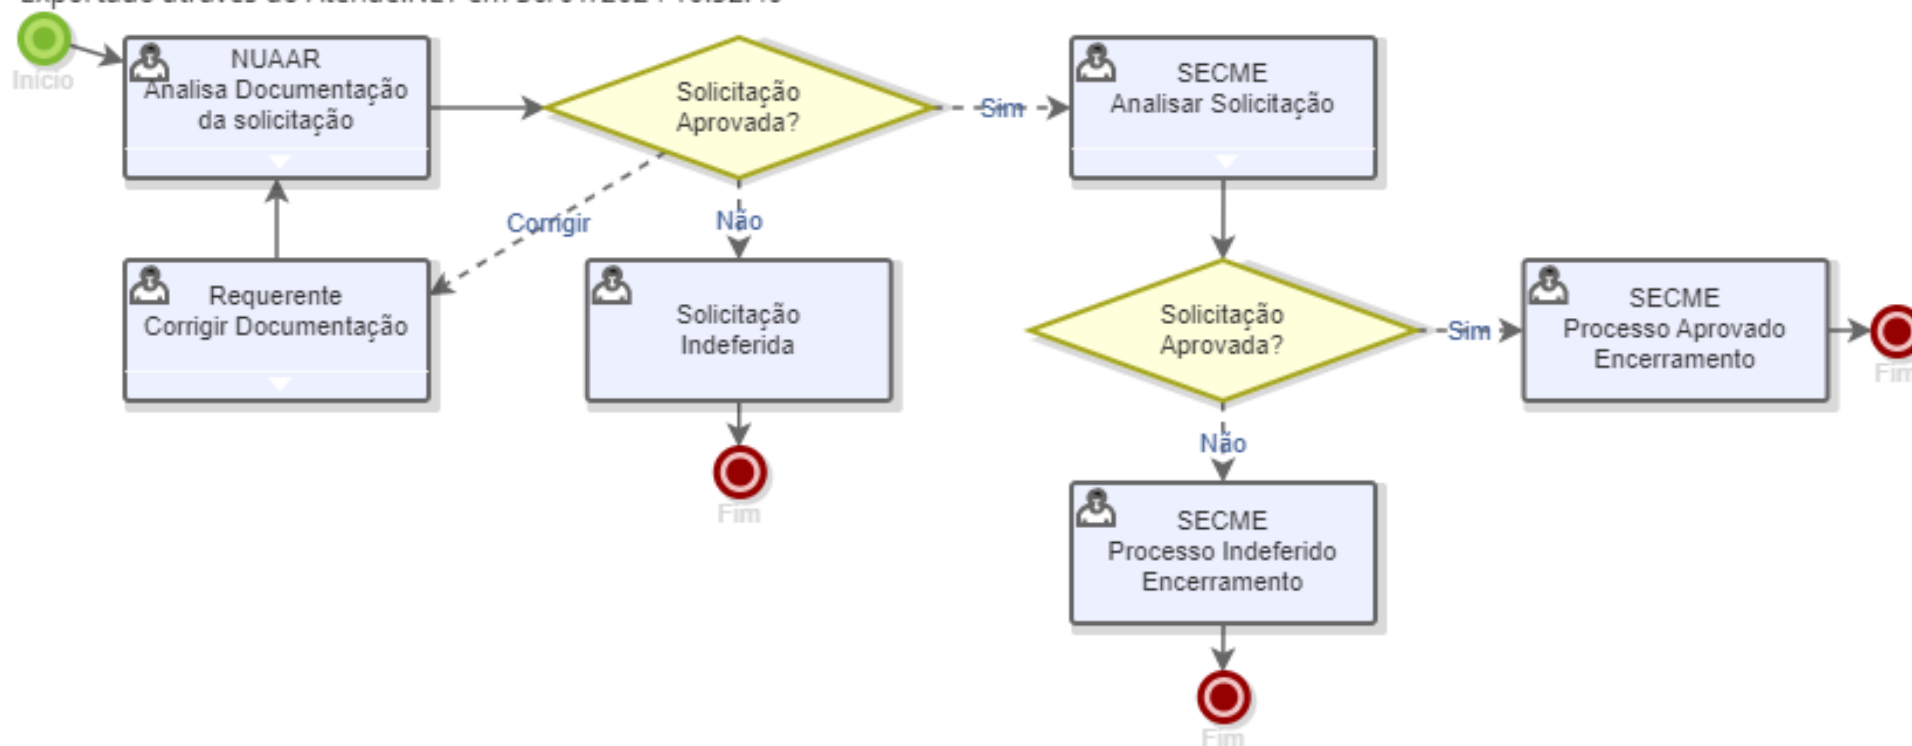 Início
NUAAR
Analisa Documentação
da solicitação
Solicitação
Aprovada?
Sim
SECME
Analisar Solicitação
Corrigir
Não
Requerente
Corrigir Documentação
Solicitação
Indeferida
Solicitação
Aprovada?
Sim
SECME
Processo Aprovado
Encerramento
Fim
Não
Fim
SECME
Processo Indeferido
Encerramento
Fim